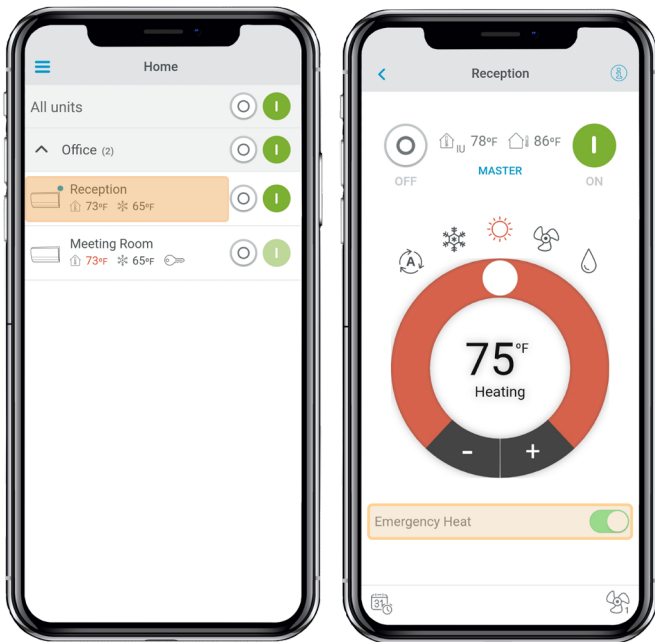 Home
All units
Office (2)
Reception
73ºF 65ºF
Meeting Room
73ºF 65ºF
Reception
IU 78ºF 86ºF
MASTER
OFF
ON
A
75ºF
Heating
- +
Emergency Heat
31
1